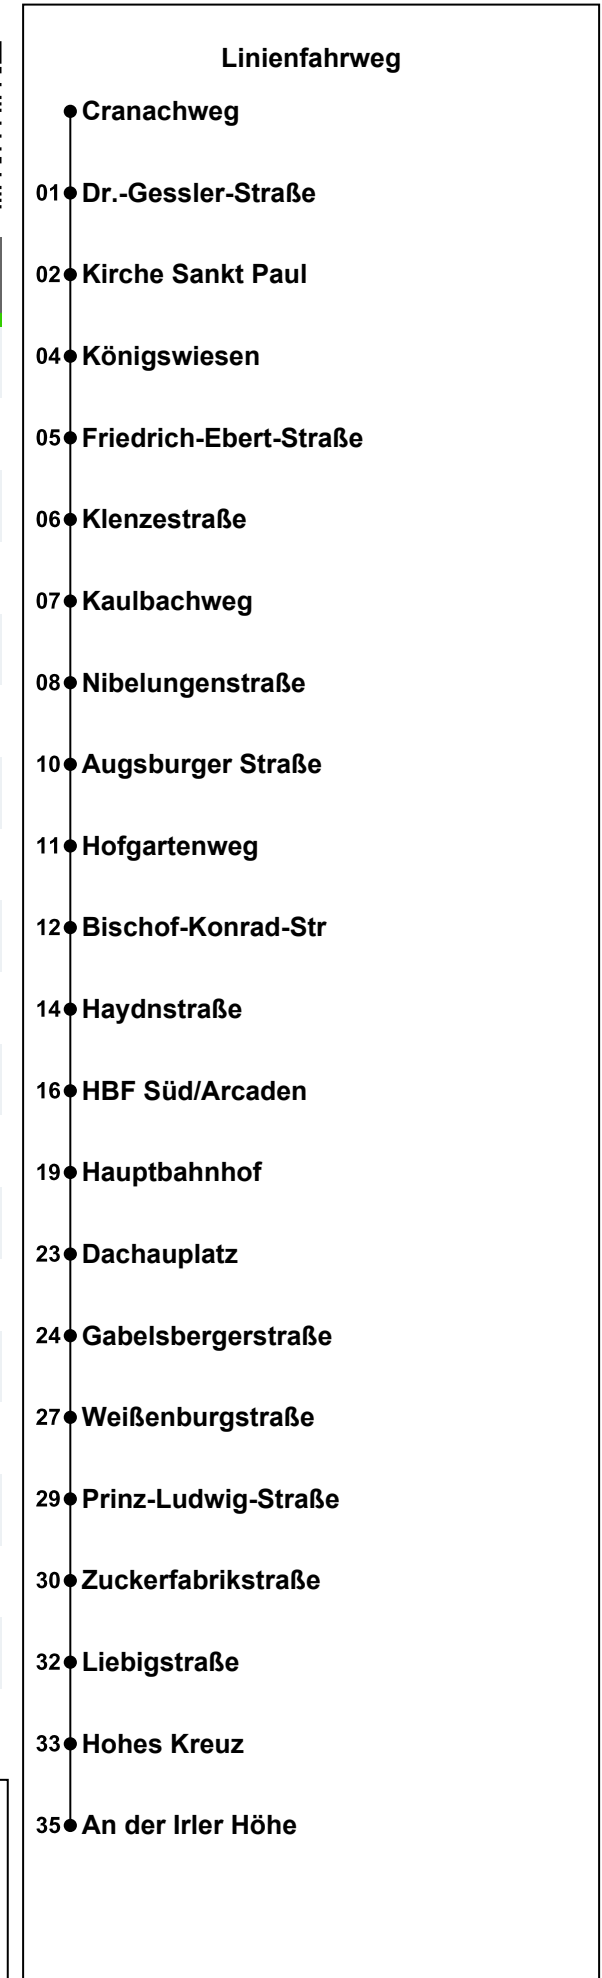 Linienfahrweg
Cranachweg
01 Dr.-Gessler-Straße
02 Kirche Sankt Paul
04 Königswiesen
05 Friedrich-Ebert-Straße
06 Klenzestraße
07 Kaulbachweg
08 Nibelungenstraße
10 Augsburger Straße
11 Hofgartenweg
12 Bischof-Konrad-Str
14 Haydnstraße
16 HBF Süd/Arcaden
19 Hauptbahnhof
23 Dachauplatz
24 Gabelsbergerstraße
27 Weißenburgstraße
29 Prinz-Ludwig-Straße
30 Zuckerfabrikstraße
32 Liebigstraße
33 Hohes Kreuz
35 An der Irler Höhe